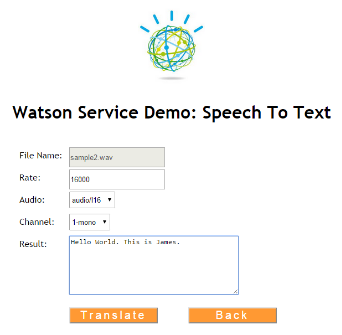 Watson Service Demo: Speech To Text
File Name: sample2.wav
Rate: 16000
Audio: audio/l16
Channel: 1-mono
Result: Hello World. This is James.
Translate Back